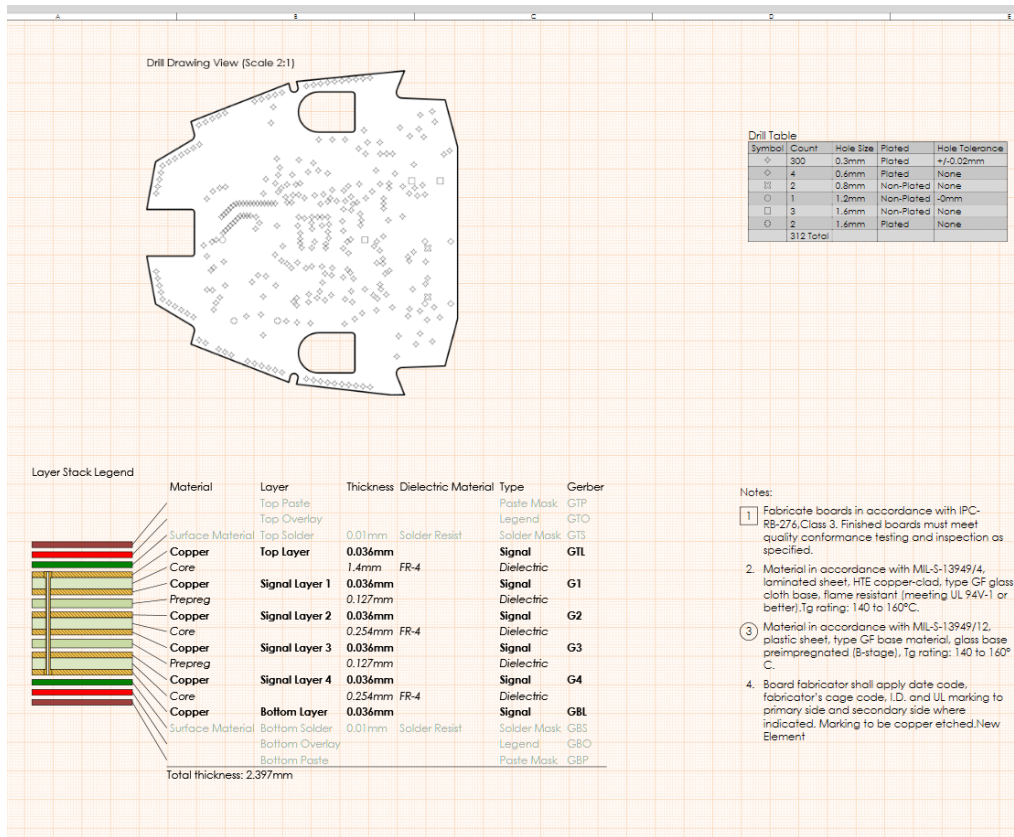 A B C D E
Drill Drawing View (Scale 2:1)
Drill Table
Symbol Count Hole Size Plated Hole Tolerance
300 0.3mm Plated +/-0.02mm
4 0.6mm Plated None
2 0.8mm Non-Plated None
1 1.2mm Non-Plated -0mm
3 1.6mm Non-Plated None
2 1.6mm Plated None
312 Total
Layer Stack Legend
Material Layer Thickness Dielectric Material Type Gerber
Top Paste Paste Mask GTP
Top Overlay Legend GTO
Surface Material Top Solder 0.01mm Solder Resist Solder Mask GTS
Copper Top Layer 0.036mm Signal GTL
Core 1.4mm FR-4 Dielectric
Copper Signal Layer 1 0.036mm Signal G1
Prepreg 0.127mm Dielectric
Copper Signal Layer 2 0.036mm Signal G2
Core 0.254mm FR-4 Dielectric
Copper Signal Layer 3 0.036mm Signal G3
Prepreg 0.127mm Dielectric
Copper Signal Layer 4 0.036mm Signal G4
Core 0.254mm FR-4 Dielectric
Copper Bottom Layer 0.036mm Signal GBL
Surface Material Bottom Solder 0.01mm Solder Resist Solder Mask GBS
Bottom Overlay Legend GBO
Bottom Paste Paste Mask GBP
Total thickness: 2.397mm
Notes:
1 Fabricate boards in accordance with IPC-
RB-276,Class 3. Finished boards must meet
quality conformance testing and inspection as
specified.
2. Material in accordance with MIL-S-13949/4,
laminated sheet, HTE copper-clad, type GF glass
cloth base, flame resistant (meeting UL 94V-1 or
better).Tg rating: 140 to 160°C.
3 Material in accordance with MIL-S-13949/12,
plastic sheet, type GF base material, glass base
preimpregnated (B-stage), Tg rating: 140 to 160°
C.
4. Board fabricator shall apply date code,
fabricator's cage code, I.D. and UL marking to
primary side and secondary side where
indicated. Marking to be copper etched.New
Element